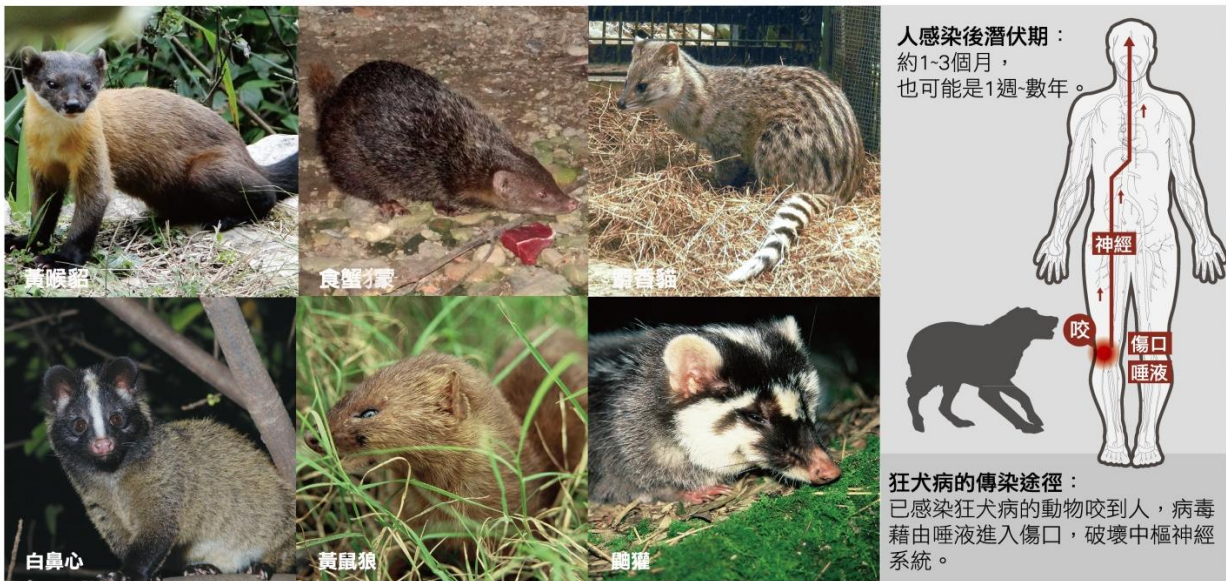 黃喉貂
食蟹獴
麝香貓
白鼻心
黃鼠狼
鼬獾
人感染後潛伏期：
約1~3個月，
也可能是1週~數年。
神經
咬
傷口
唾液
狂犬病的傳染途徑：
已感染狂犬病的動物咬到人，病毒
藉由唾液進入傷口，破壞中樞神經
系統。